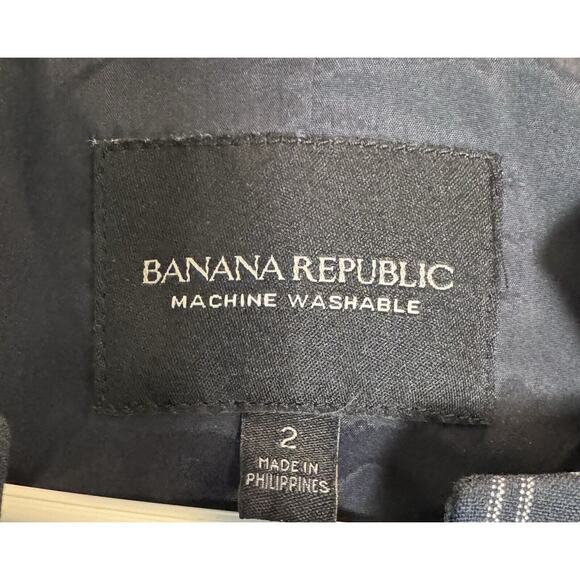 BANANA REPUBLIC
MACHINE WASHABLE
2
MADE IN
PHILIPPINES